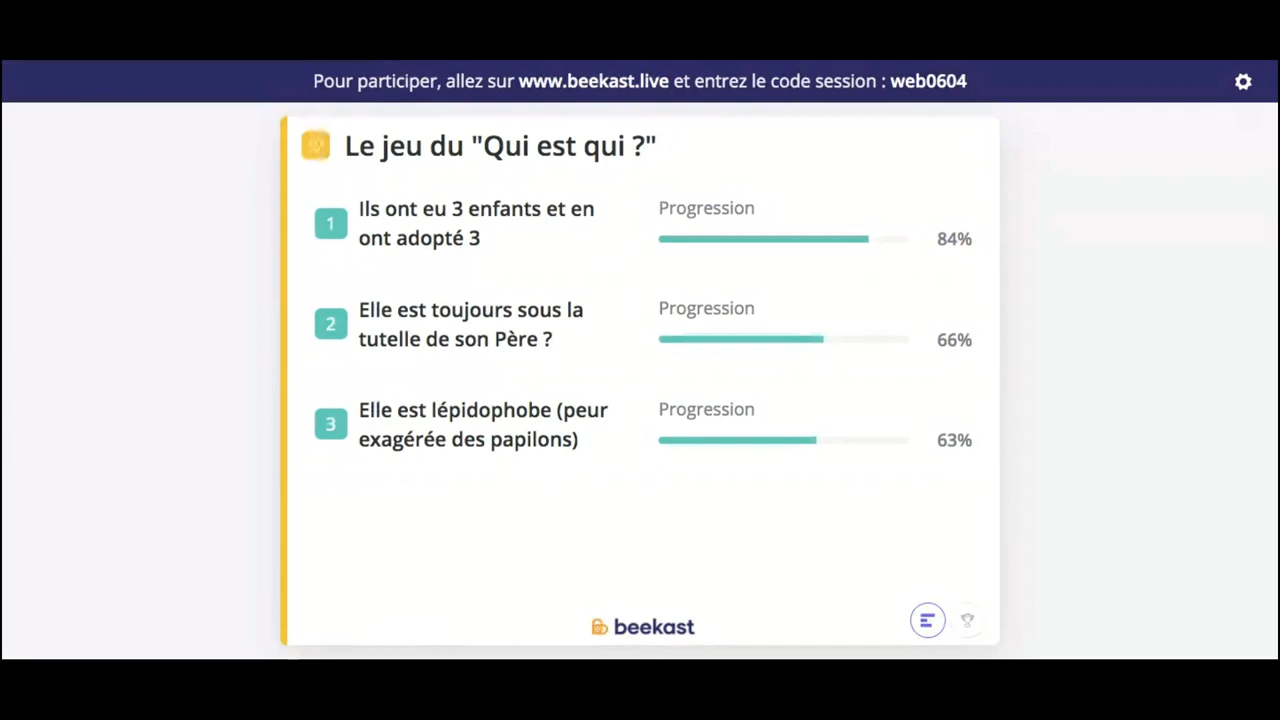 Pour participer, allez sur www.beekast.live et entrez le code session : web0604
Le jeu du "Qui est qui ?"
1
Ils ont eu 3 enfants et en
ont adopté 3
Progression
84%
2
Elle est toujours sous la
tutelle de son Père ?
Progression
66%
3
Elle est lépidophobe (peur
exagérée des papilons)
Progression
63%
beekast